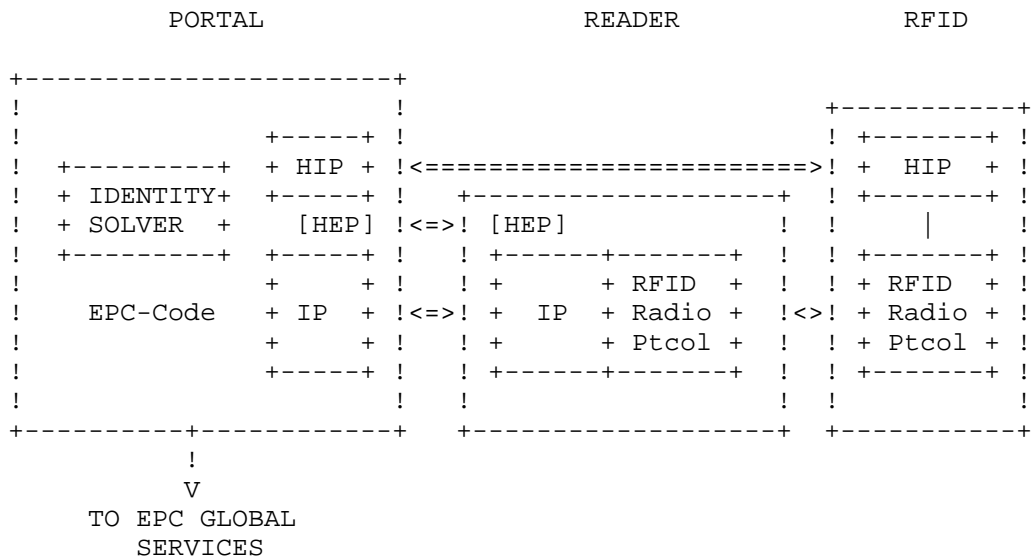 PORTAL READER RFID
+-----------------------+
! ! +-----------+
! +-----+ ! ! +-------+ !
! +---------+ + HIP + !<========================>! + HIP + !
! + IDENTITY+ +-----+ ! +-------------------+ ! +-------+ !
! + SOLVER + [HEP] !<=>! [HEP] ! ! | !
! +---------+ +-----+ ! ! +------+-------+ ! ! +-------+ !
! + + ! ! + + RFID + ! ! + RFID + !
! EPC-Code + IP + !<=>! + IP + Radio + !<>! + Radio + !
! + + ! ! + + Ptcol + ! ! + Ptcol + !
! +-----+ ! ! +------+-------+ ! ! +-------+ !
! ! ! ! ! !
+----------+------------+ +-------------------+ +-----------+
!
V
TO EPC GLOBAL
SERVICES